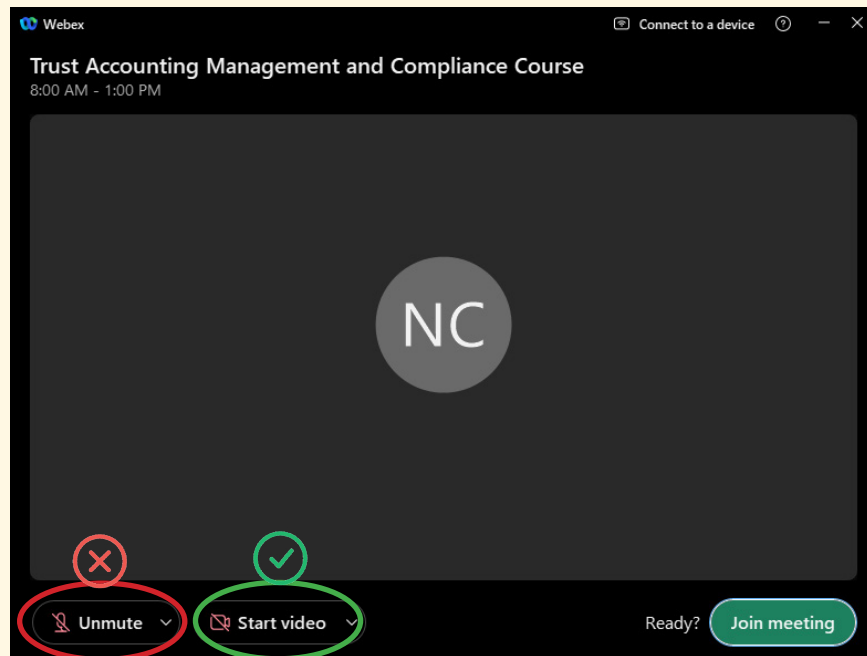 Webex
Connect to a device
Trust Accounting Management and Compliance Course
8:00 AM - 1:00 PM
NC
Unmute
Start video
Ready?
Join meeting